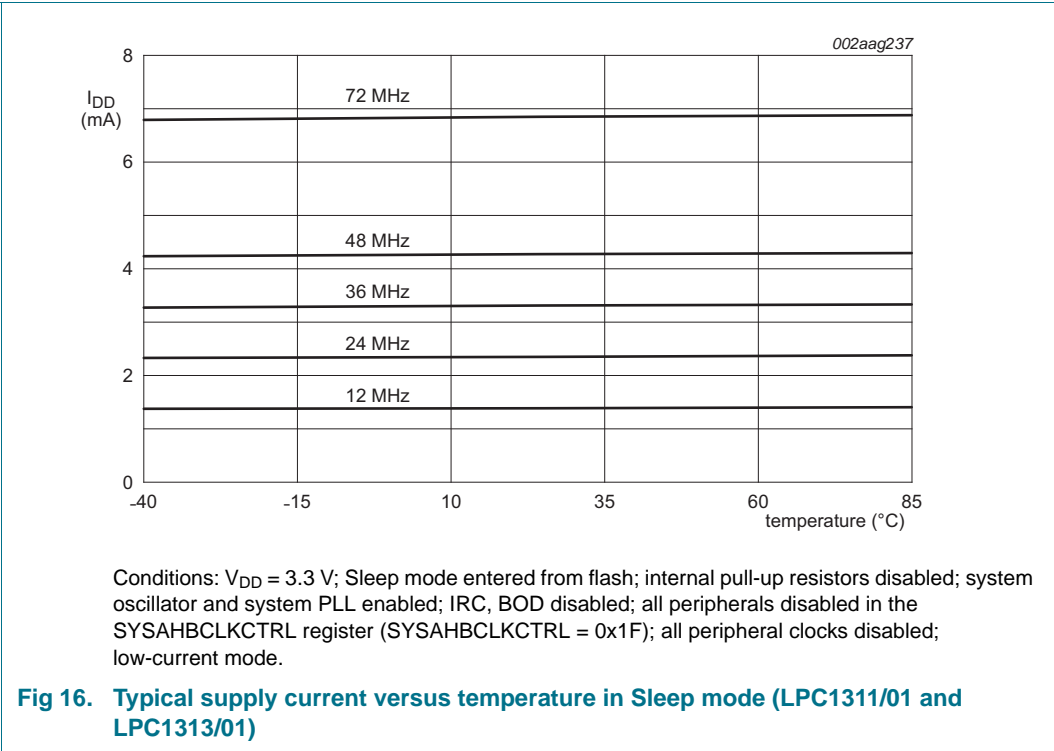 002aag237
8
I_DD
(mA)
72 MHz
6
48 MHz
4
36 MHz
24 MHz
2
12 MHz
0
-40 -15 10 35 60 85
temperature (°C)
Conditions: V_DD = 3.3 V; Sleep mode entered from flash; internal pull-up resistors disabled; system
oscillator and system PLL enabled; IRC, BOD disabled; all peripherals disabled in the
SYSAHBCLKCTRL register (SYSAHBCLKCTRL = 0x1F); all peripheral clocks disabled;
low-current mode.
Fig 16. Typical supply current versus temperature in Sleep mode (LPC1311/01 and
LPC1313/01)